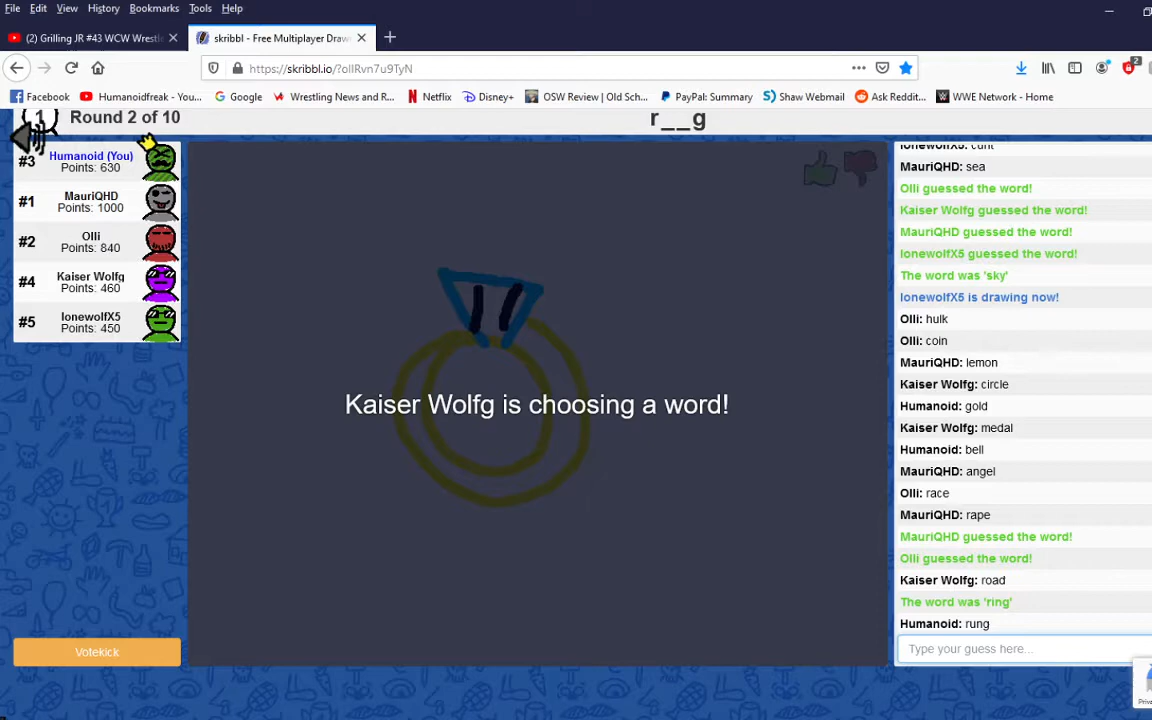 File Edit View History Bookmarks Tools Help
(2) Grilling JR #43 WCW Wrestl
skribbl - Free Multiplayer Drawn
https://skribbl.io/?olIRvn7u9TyN
2
Facebook Humanoidfreak - You... Google Wrestling News and R... Netflix Disney+ OSW Review | Old Sch... PayPal: Summary Shaw Webmail Ask Reddit... WWE Network - Home
1 Round 2 of 10 r__g
#3 Humanoid (You)
Points: 630
#1 MauriQHD
Points: 1000
#2 Olli
Points: 840
#4 Kaiser Wolfg
Points: 460
#5 lonewolfX5
Points: 450
Votekick
Kaiser Wolfg is choosing a word!
MauriQHD: sea
Olli guessed the word!
Kaiser Wolfg guessed the word!
MauriQHD guessed the word!
lonewolfX5 guessed the word!
The word was 'sky'
lonewolfX5 is drawing now!
Olli: hulk
Olli: coin
MauriQHD: lemon
Kaiser Wolfg: circle
Humanoid: gold
Kaiser Wolfg: medal
Humanoid: bell
MauriQHD: angel
Olli: race
MauriQHD: rape
MauriQHD guessed the word!
Olli guessed the word!
Kaiser Wolfg: road
The word was 'ring'
Humanoid: rung
Type your guess here...